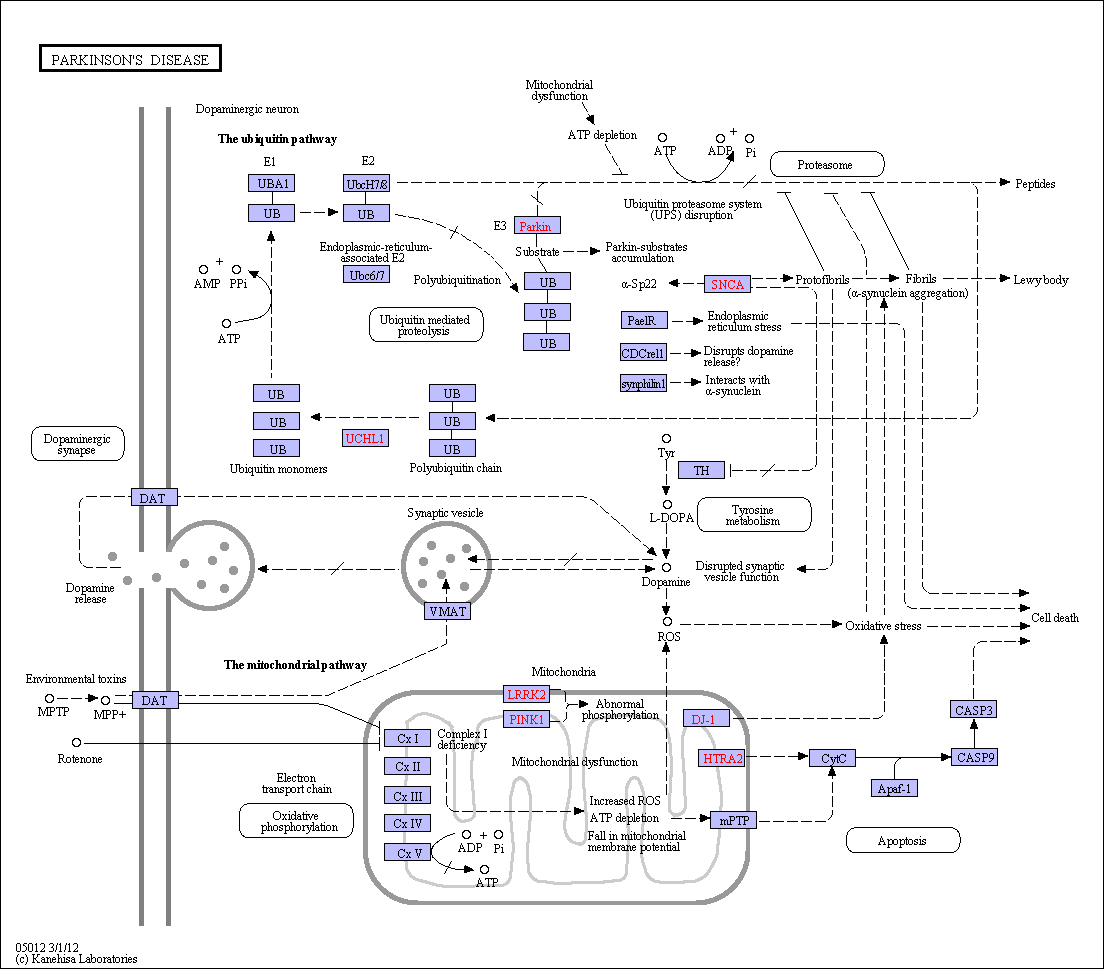 PARKINSON'S DISEASE
Dopaminergic neuron
The ubiquitin pathway
E1
UBA1
UB
E2
UbcH7/8
UB
Endoplasmic-reticulum-
associated E2
Ubc6/7
Mitochondrial
dysfunction
ATP depletion
ATP
ADP
+
Pi
Proteasome
Peptides
Ubiquitin proteasome system
(UPS) disruption
E3
Parkin
Substrate
Parkin-substrates
accumulation
Polyubiquitination
UB
UB
UB
AMP
+
PPi
ATP
Ubiquitin mediated
proteolysis
α-Sp22
SNCA
Protofibrils
Fibrils
(α-synuclein aggregation)
Lewy body
PaelR
Endoplasmic
reticulum stress
CDCrel1
Disrupts dopamine
release?
synphilin1
Interacts with
α-synuclein
UB
UB
UB
Ubiquitin monomers
UCHL1
UB
UB
UB
Polyubiquitin chain
Dopaminergic
synapse
Tyr
TH
L-DOPA
Tyrosine
metabolism
DAT
Synaptic vesicle
Dopamine
release
Dopamine
Disrupted synaptic
vesicle function
VMAT
ROS
Oxidative stress
Cell death
The mitochondrial pathway
Environmental toxins
MPTP
MPP+
DAT
Rotenone
Mitochondria
LRRK2
PINK1
Abnormal
phosphorylation
DJ-1
HTRA2
CytC
CASP3
CASP9
Apaf-1
mPTP
Apoptosis
Cx I
Cx II
Cx III
Cx IV
Cx V
Complex I
deficiency
Mitochondrial dysfunction
Increased ROS
ATP depletion
Fall in mitochondrial
membrane potential
Electron
transport chain
Oxidative
phosphorylation
ADP
+
Pi
ATP
05012 3/1/12
(c) Kanehisa Laboratories